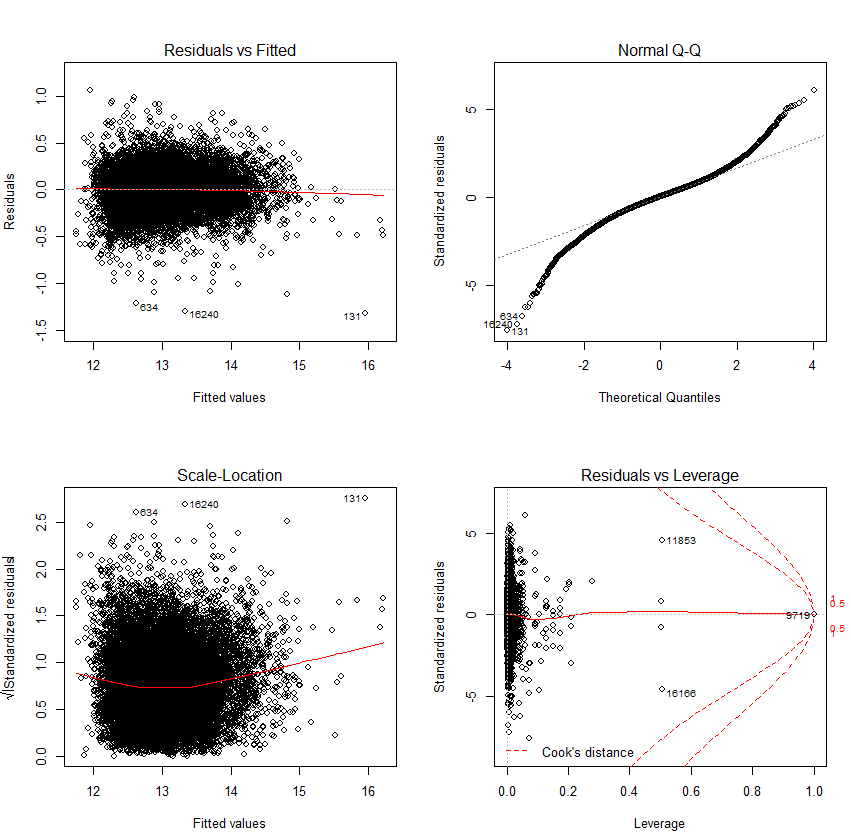 Residuals vs Fitted
Residuals
1.0
0.5
0.0
-0.5
-1.0
-1.5
634
16240
131
12 13 14 15 16
Fitted values
Normal Q-Q
Standardized residuals
5
0
-5
634
16240
131
-4 -2 0 2 4
Theoretical Quantiles
Scale-Location
√|Standardized residuals|
2.5
2.0
1.5
1.0
0.5
0.0
634
16240
131
12 13 14 15 16
Fitted values
Residuals vs Leverage
Standardized residuals
5
0
-5
11853
9719
16166
1
0.5
0.5
1
Cook's distance
0.0 0.2 0.4 0.6 0.8 1.0
Leverage